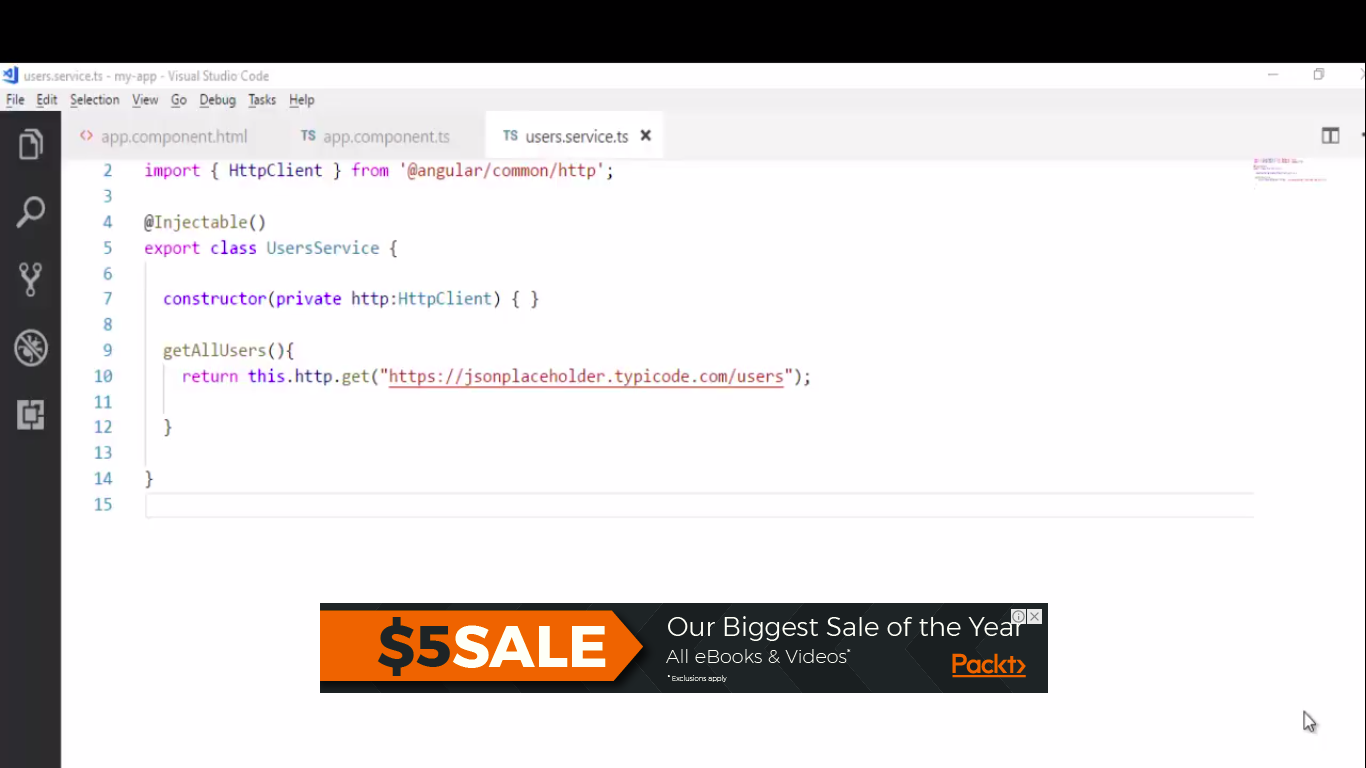 users.service.ts - my-app - Visual Studio Code
File Edit Selection View Go Debug Tasks Help
<> app.component.html TS app.component.ts TS users.service.ts ×
2 import { HttpClient } from '@angular/common/http';
3
4 @Injectable()
5 export class UsersService {
6
7 constructor(private http:HttpClient) { }
8
9 getAllUsers(){
10 return this.http.get("https://jsonplaceholder.typicode.com/users");
11
12 }
13
14 }
15
$5SALE
Our Biggest Sale of the Year
All eBooks & Videos*
*Exclusions apply
Packt>